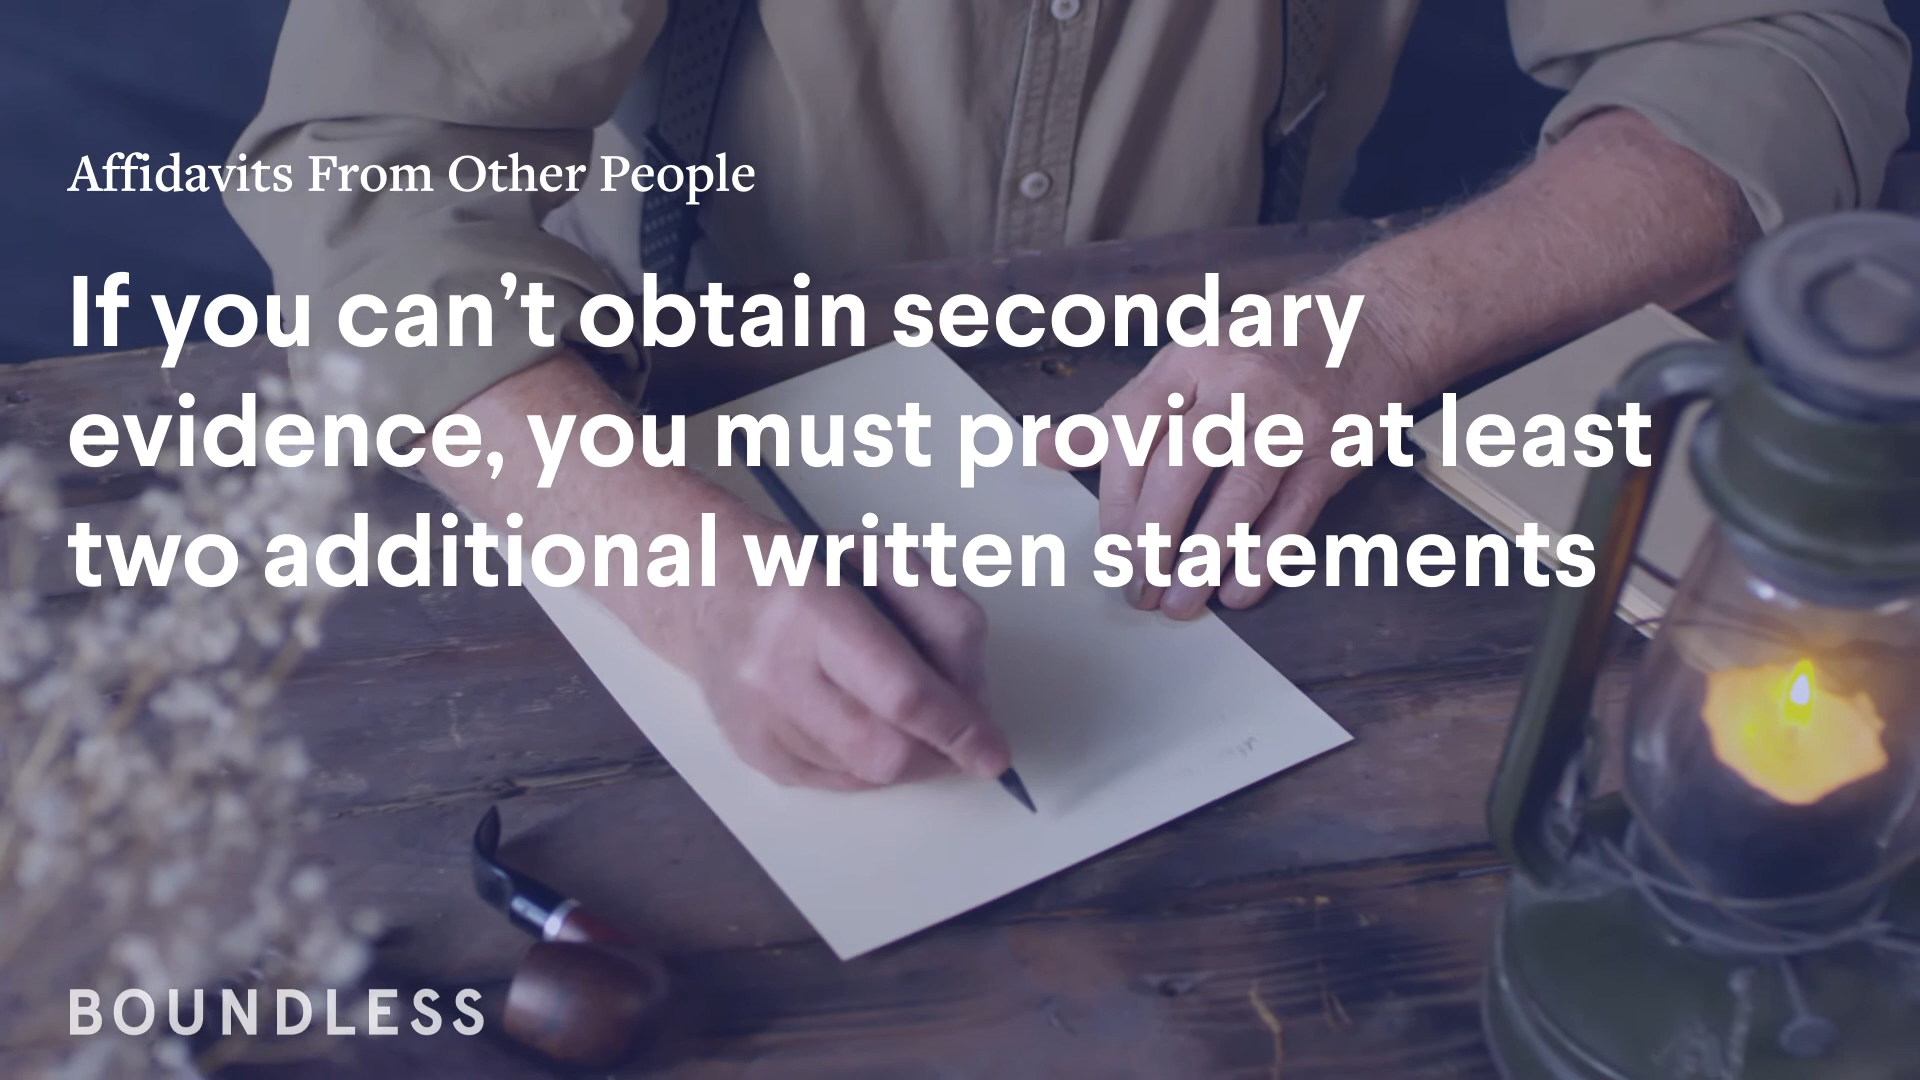 Affidavits From Other People
If you can’t obtain secondary
evidence, you must provide at least
two additional written statements
BOUNDLESS